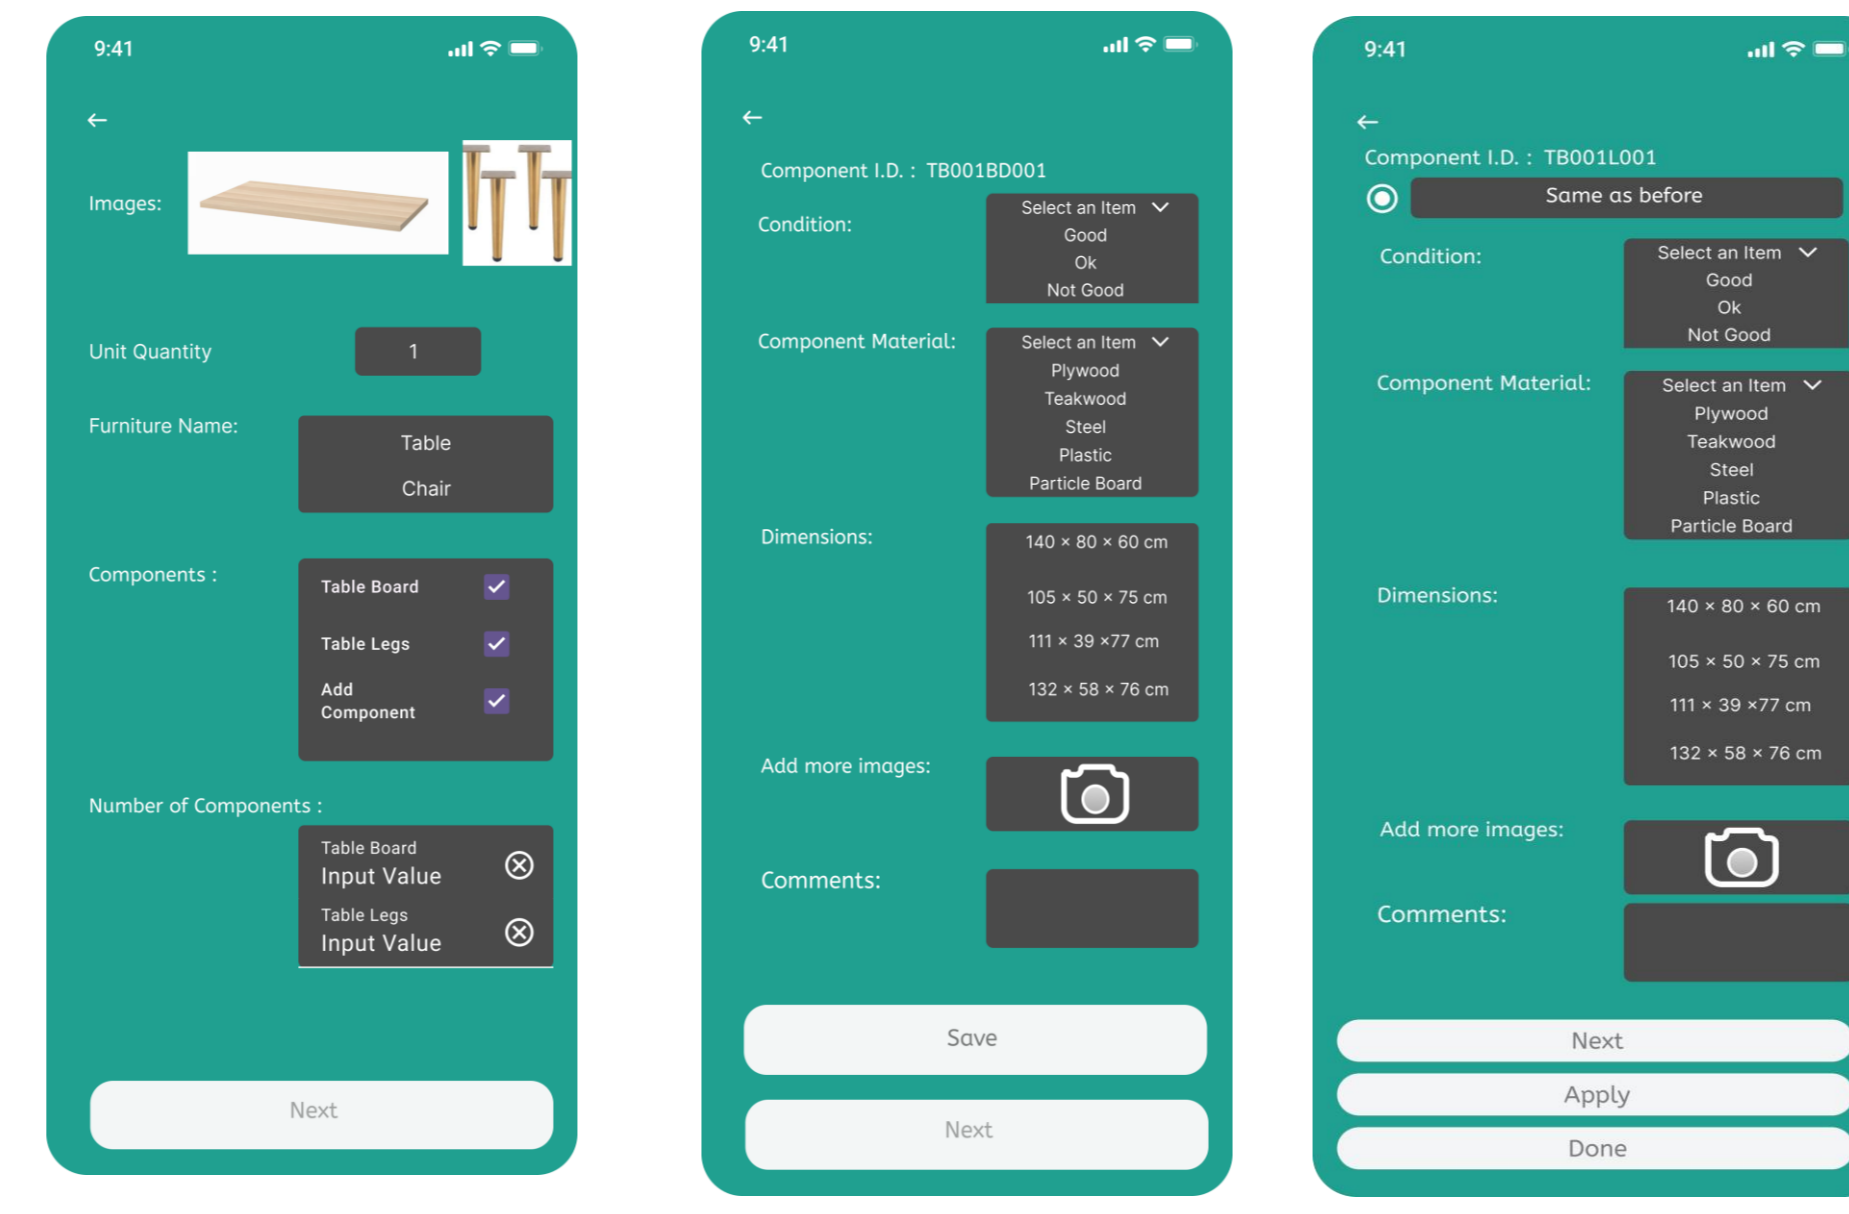 9:41
Images:
Unit Quantity
1
Furniture Name:
Table
Chair
Components :
Table Board
Table Legs
Add
Component
Number of Components :
Table Board
Input Value
Table Legs
Input Value
Next
9:41
Component I.D. : TB001BD001
Condition:
Select an Item
Good
Ok
Not Good
Component Material:
Select an Item
Plywood
Teakwood
Steel
Plastic
Particle Board
Dimensions:
140 × 80 × 60 cm
105 × 50 × 75 cm
111 × 39 ×77 cm
132 × 58 × 76 cm
Add more images:
Comments:
Save
Next
9:41
Component I.D. : TB001L001
Same as before
Condition:
Select an Item
Good
Ok
Not Good
Component Material:
Select an Item
Plywood
Teakwood
Steel
Plastic
Particle Board
Dimensions:
140 × 80 × 60 cm
105 × 50 × 75 cm
111 × 39 ×77 cm
132 × 58 × 76 cm
Add more images:
Comments:
Next
Apply
Done